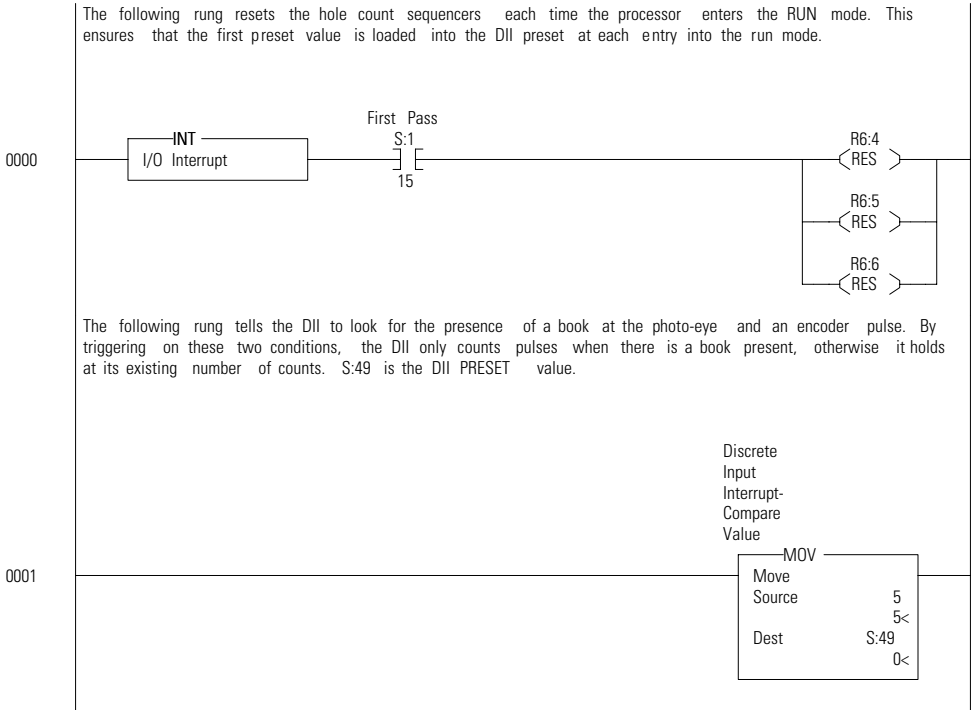 The following rung resets the hole count sequencers each time the processor enters the RUN mode. This
ensures that the first preset value is loaded into the DII preset at each entry into the run mode.
First Pass
INT
S:1
R6:4
0000
I/O Interrupt
RES
15
R6:5
RES
R6:6
RES
The following rung tells the DII to look for the presence of a book at the photo-eye and an encoder pulse. By
triggering on these two conditions, the DII only counts pulses when there is a book present, otherwise it holds
at its existing number of counts. S:49 is the DII PRESET value.
Discrete
Input
Interrupt-
Compare
Value
MOV
0001
Move
Source 5
5<
Dest S:49
0<